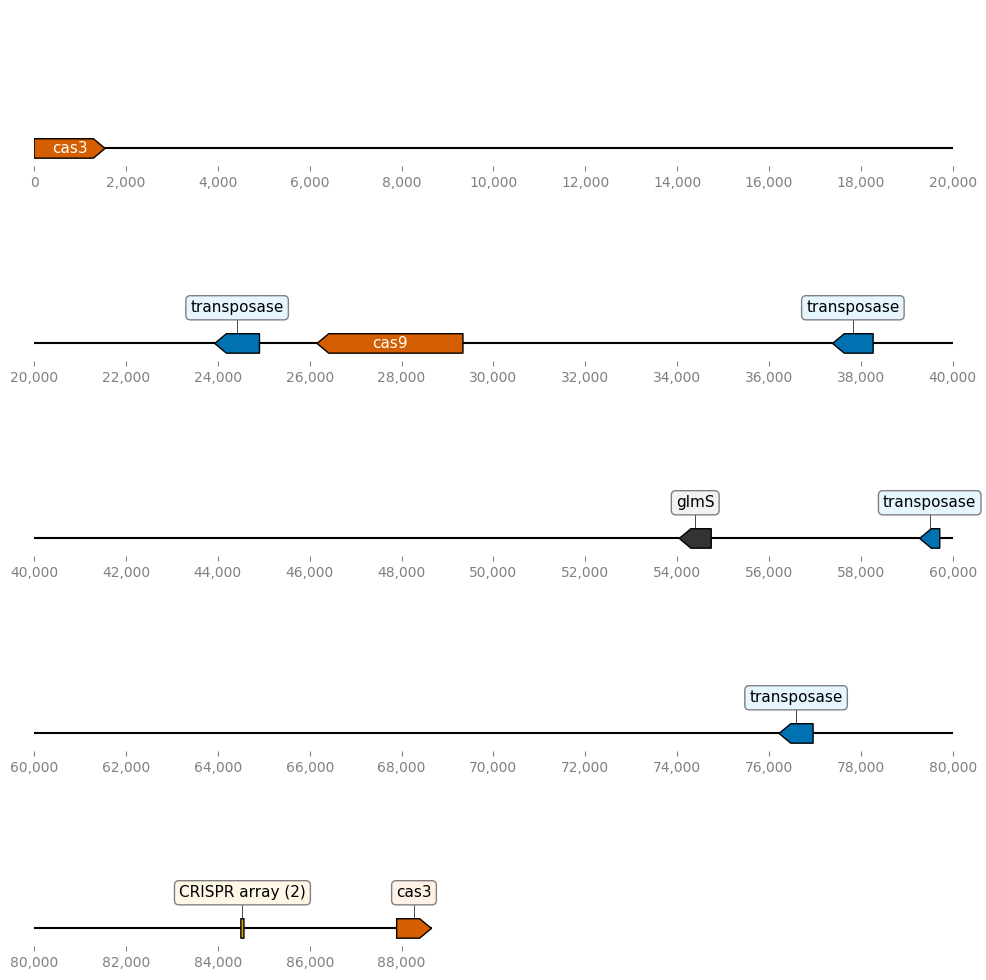 cas3
0 2,000 4,000 6,000 8,000 10,000 12,000 14,000 16,000 18,000 20,000
transposase transposase
cas9
20,000 22,000 24,000 26,000 28,000 30,000 32,000 34,000 36,000 38,000 40,000
glmS transposase
40,000 42,000 44,000 46,000 48,000 50,000 52,000 54,000 56,000 58,000 60,000
transposase
60,000 62,000 64,000 66,000 68,000 70,000 72,000 74,000 76,000 78,000 80,000
CRISPR array (2) cas3
80,000 82,000 84,000 86,000 88,000